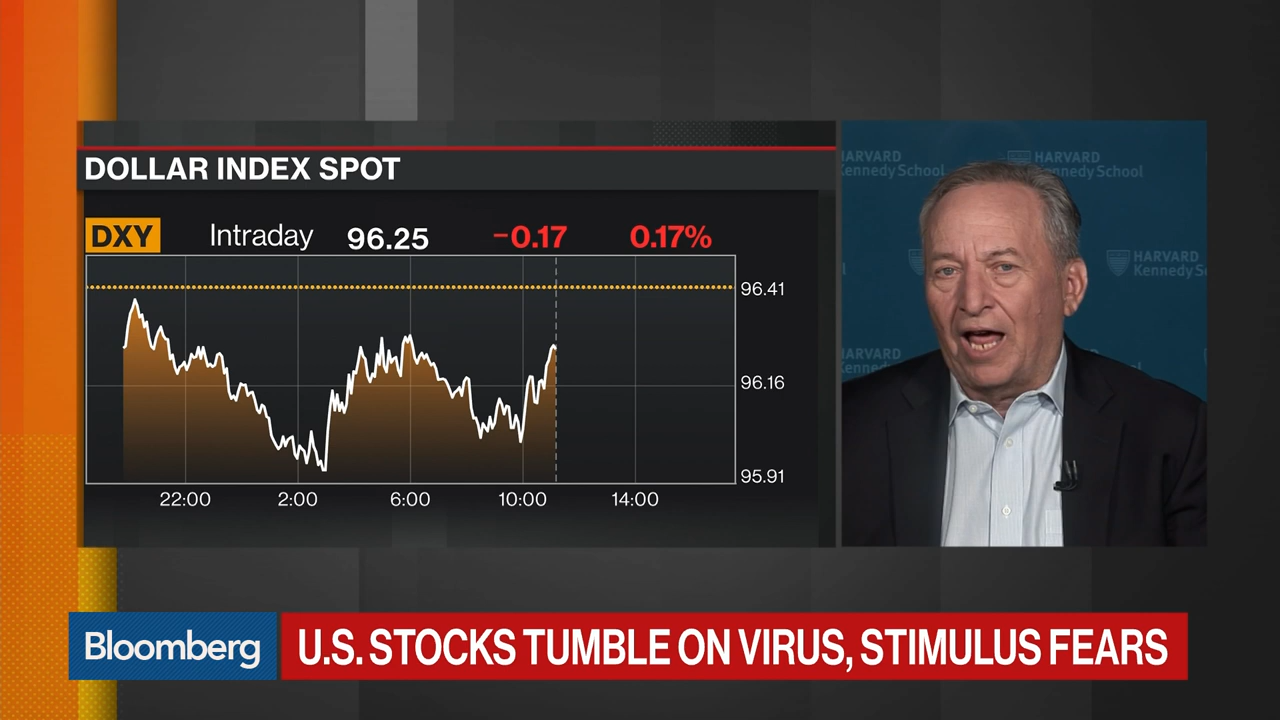 DOLLAR INDEX SPOT
DXY Intraday 96.25 −0.17 0.17%
96.41
96.16
95.91
22:00 2:00 6:00 10:00 14:00
HARVARD
Kennedy School
HARVARD
Kennedy School
HARVARD
Kennedy Sc
HARVARD
Bloomberg
U.S. STOCKS TUMBLE ON VIRUS, STIMULUS FEARS